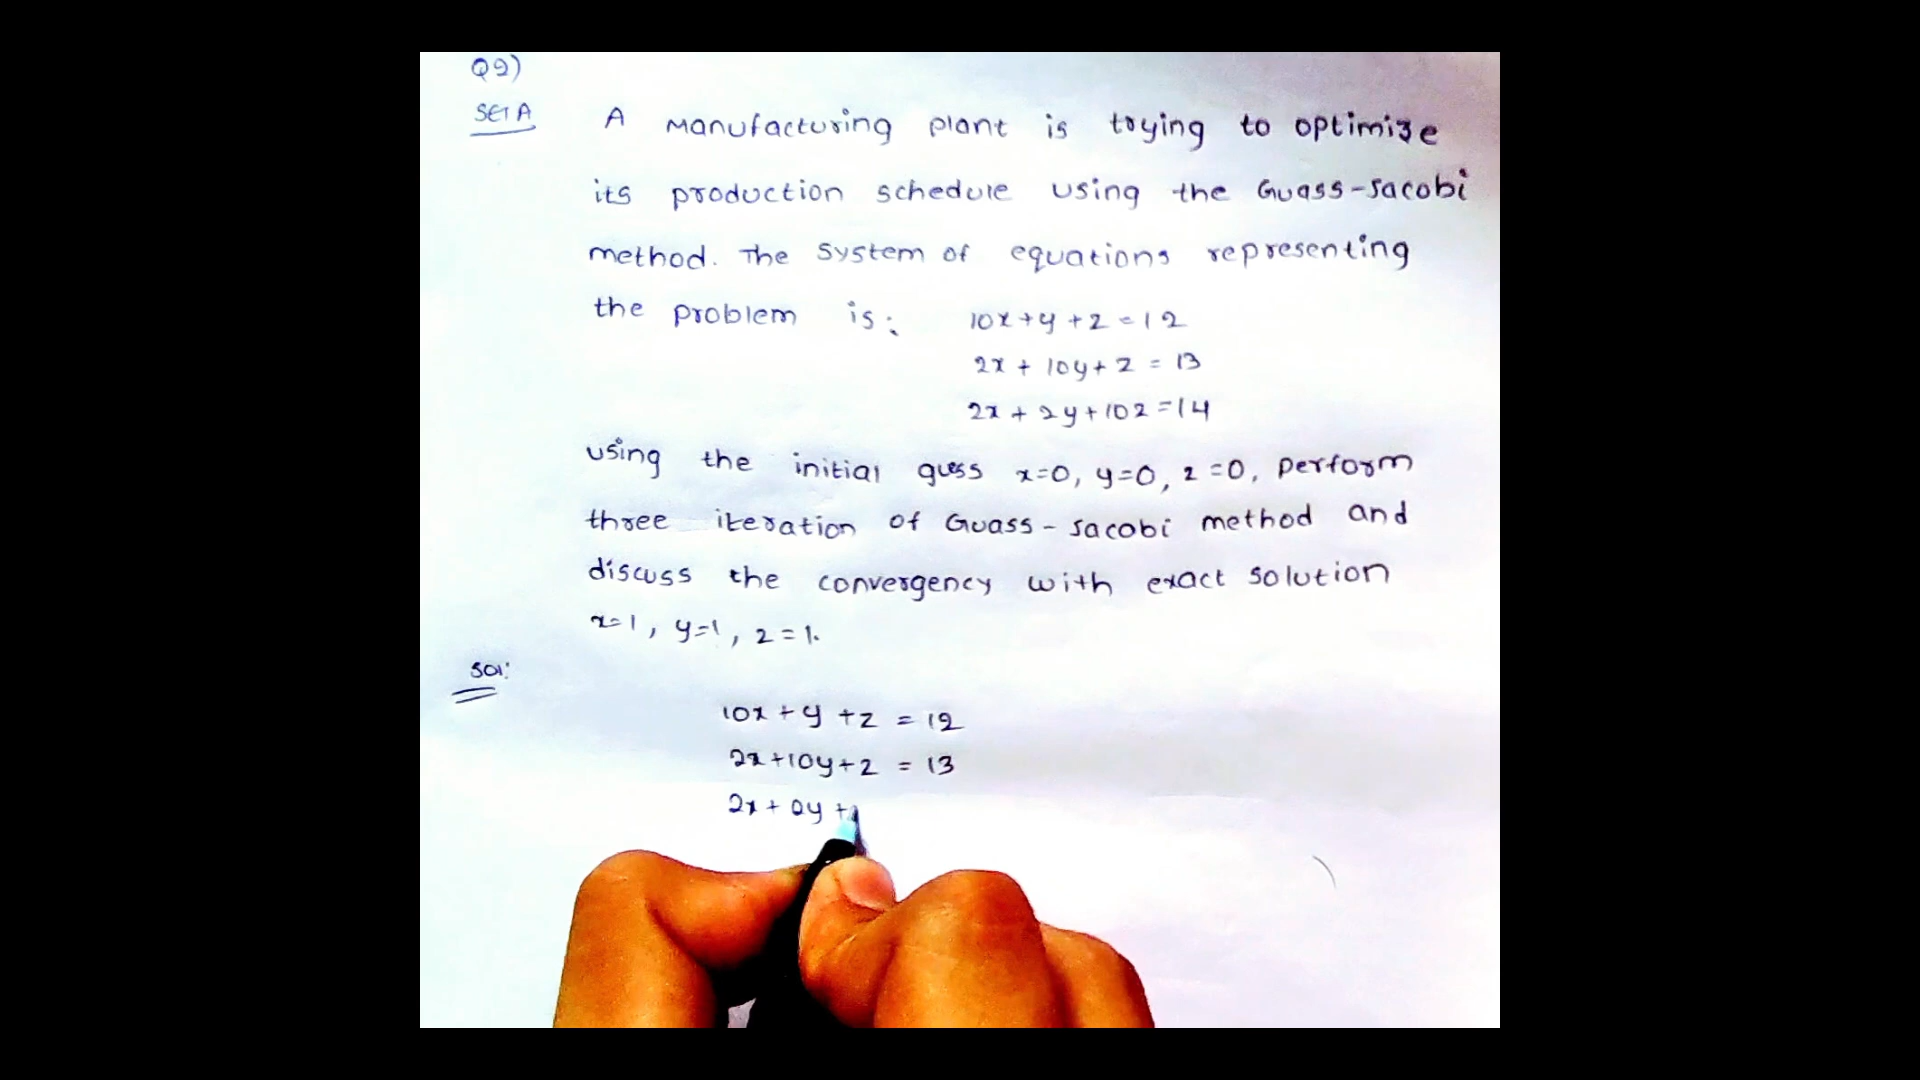 Q2)
SET A A manufacturing plant is trying to optimize
its production schedule using the Guass-Jacobi
method. The system of equations representing
the problem is: 10x+y+z=12
2x+10y+z=13
2x+2y+10z=14
using the initial guess x=0, y=0, z=0, perform
three iteration of Guass-Jacobi method and
discuss the convergency with exact solution
x=1, y=1, z=1.
Sol:
10x+y+z=12
2x+10y+z=13
2x+2y+